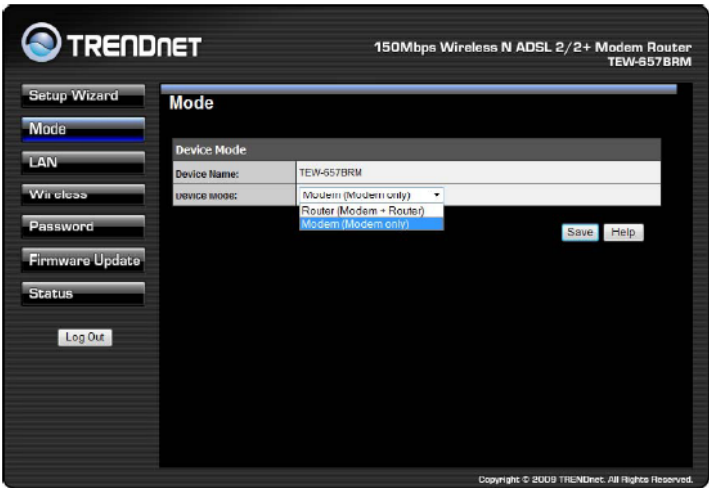 TRENDNET
150Mbps Wireless N ADSL 2/2+ Modem Router
TEW-657BRM
Setup Wizard
Mode
LAN
Wireless
Password
Firmware Update
Status
Log Out
Mode
Device Mode
Device Name: TEW-657BRM
Device Mode: Modem (Modem only)
Router (Modem + Router)
Modem (Modem only)
Save Help
Copyright © 2009 TRENDnet. All Rights Reserved.